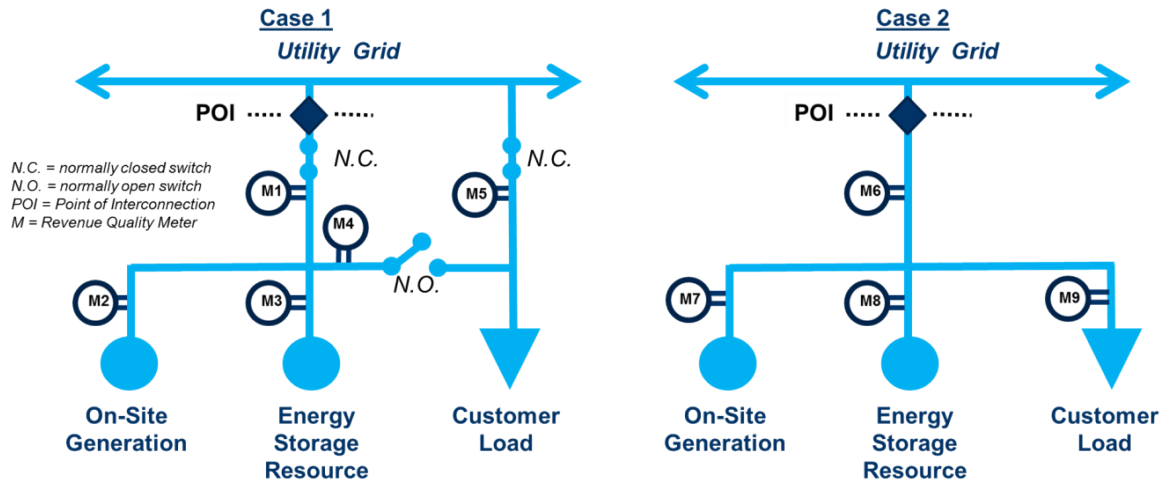 Case 1
Utility Grid
POI
N.C.
N.C.
N.C. = normally closed switch
N.O. = normally open switch
POI = Point of Interconnection
M = Revenue Quality Meter
M1
M5
M4
N.O.
M2
M3
On-Site
Generation
Energy
Storage
Resource
Customer
Load
Case 2
Utility Grid
POI
M6
M7
M8
M9
On-Site
Generation
Energy
Storage
Resource
Customer
Load